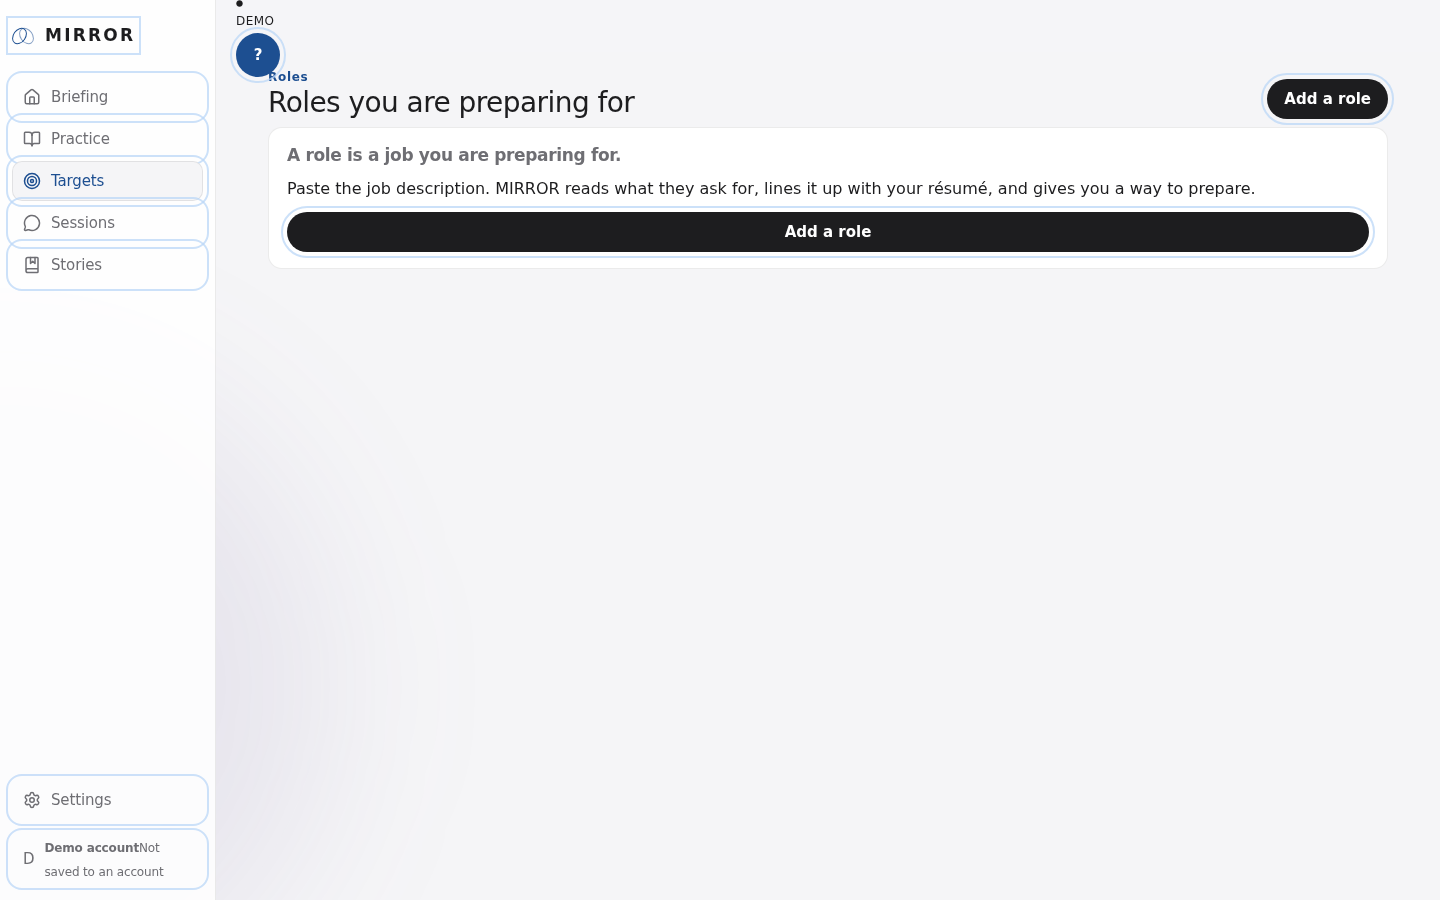 MIRROR
Briefing
Practice
Targets
Sessions
Stories
Settings
D
Demo accountNot
saved to an account
DEMO
?
Roles
Roles you are preparing for
Add a role
A role is a job you are preparing for.
Paste the job description. MIRROR reads what they ask for, lines it up with your résumé, and gives you a way to prepare.
Add a role